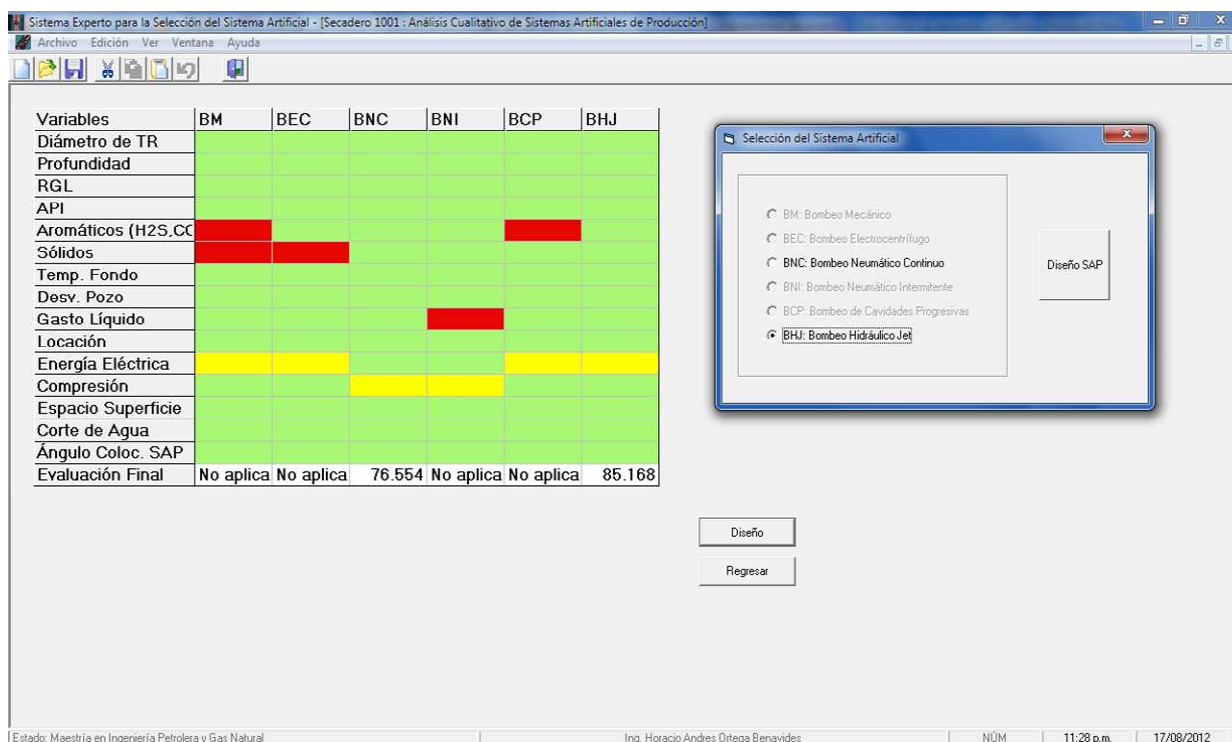 Sistema Experto para la Selección del Sistema Artificial - [Secadero 1001 : Análisis Cualitativo de Sistemas Artificiales de Producción]
Archivo Edición Ver Ventana Ayuda
Variables BM BEC BNC BNI BCP BHJ
Diámetro de TR
Profundidad
RGL
API
Aromáticos (H2S,CC
Sólidos
Temp. Fondo
Desv. Pozo
Gasto Líquido
Locación
Energía Eléctrica
Compresión
Espacio Superficie
Corte de Agua
Ángulo Coloc. SAP
Evaluación Final No aplica No aplica 76.554 No aplica No aplica 85.168
Selección del Sistema Artificial
BM: Bombeo Mecánico
BEC: Bombeo Electrocentrífugo
BNC: Bombeo Neumático Continuo
BNI: Bombeo Neumático Intermitente
BCP: Bombeo de Cavidades Progresivas
BHJ: Bombeo Hidráulico Jet
Diseño SAP
Diseño
Regresar
Estado: Maestría en Ingeniería Petrolera y Gas Natural Ing. Horacio Andres Ortega Benavides NÚM 11:28 p.m. 17/08/2012